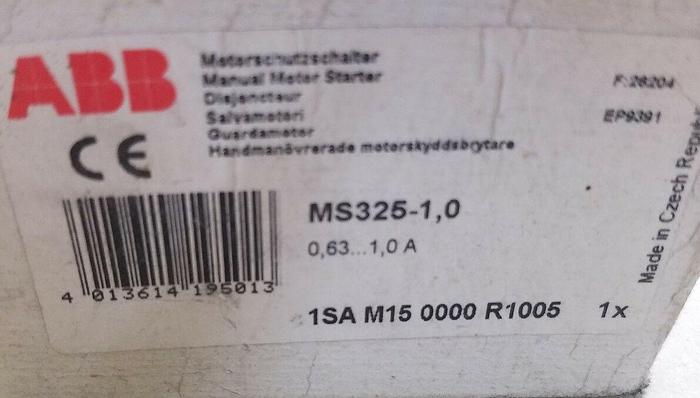 ABB
Motorschutzschalter
Manual Motor Starter
Disjoncteur
Salvamotori
Guardamotor
Handmanövrerade motorskyddsbrytare
F:26204
EP9391
CE
MS325-1,0
0,63...1,0 A
4 013614 195013
1SA M15 0000 R1005 1x
Made in Czech Republ